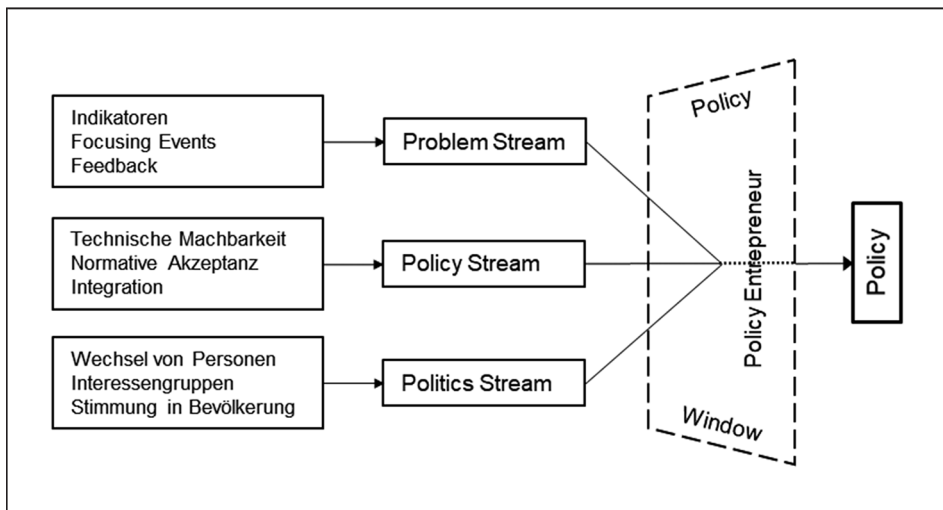 Indikatoren
Focusing Events
Feedback
Problem Stream
Technische Machbarkeit
Normative Akzeptanz
Integration
Policy Stream
Wechsel von Personen
Interessengruppen
Stimmung in Bevölkerung
Politics Stream
Policy
Window
Policy Entrepreneur
Policy